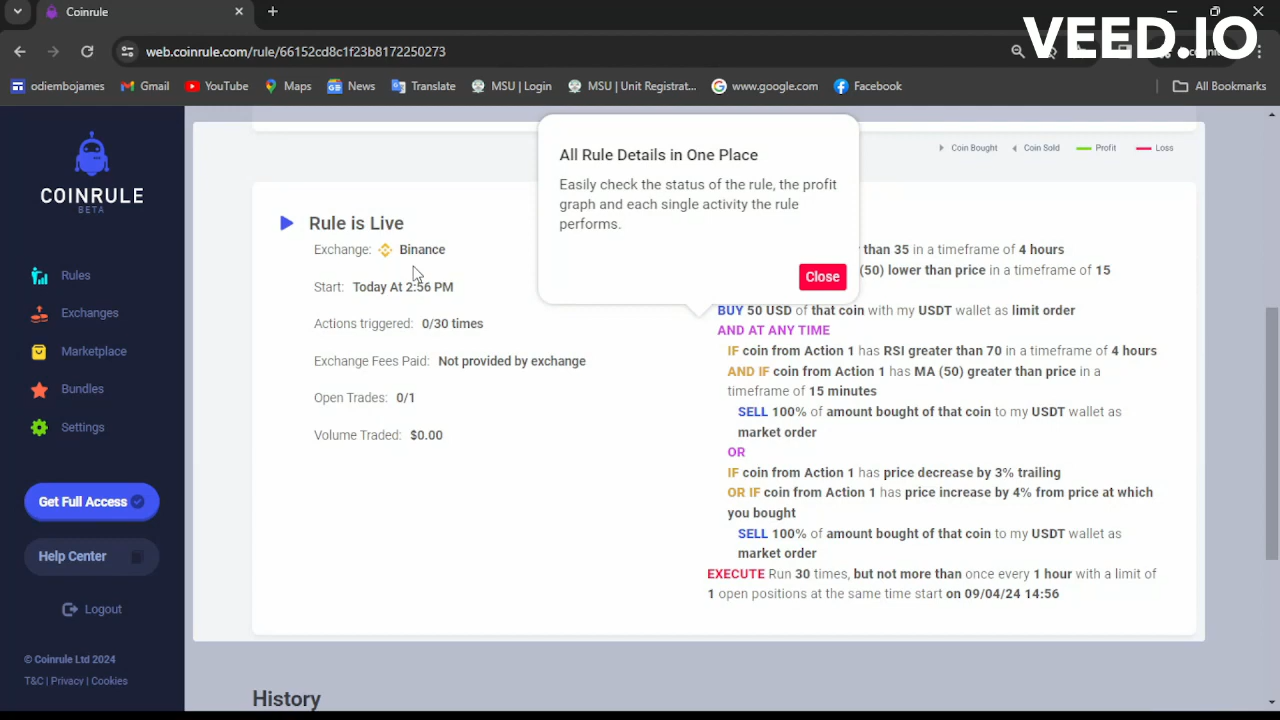 Coinrule
VEED.IO
web.coinrule.com/rule/66152cd8c1f23b8172250273
odiembojames
Gmail
YouTube
Maps
News
Translate
MSU | Login
MSU | Unit Registrat...
www.google.com
Facebook
All Bookmarks
COINRULE
BETA
Rules
Exchanges
Marketplace
Bundles
Settings
Get Full Access
Help Center
Logout
© Coinrule Ltd 2024
T&C | Privacy | Cookies
Coin Bought
Coin Sold
Profit
Loss
All Rule Details in One Place
Easily check the status of the rule, the profit
graph and each single activity the rule
performs.
Close
Rule is Live
Exchange: Binance
Start: Today At 2:56 PM
Actions triggered: 0/30 times
Exchange Fees Paid: Not provided by exchange
Open Trades: 0/1
Volume Traded: $0.00
than 35 in a timeframe of 4 hours
(50) lower than price in a timeframe of 15
BUY 50 USD of that coin with my USDT wallet as limit order
AND AT ANY TIME
IF coin from Action 1 has RSI greater than 70 in a timeframe of 4 hours
AND IF coin from Action 1 has MA (50) greater than price in a
timeframe of 15 minutes
SELL 100% of amount bought of that coin to my USDT wallet as
market order
OR
IF coin from Action 1 has price decrease by 3% trailing
OR IF coin from Action 1 has price increase by 4% from price at which
you bought
SELL 100% of amount bought of that coin to my USDT wallet as
market order
EXECUTE Run 30 times, but not more than once every 1 hour with a limit of
1 open positions at the same time start on 09/04/24 14:56
History